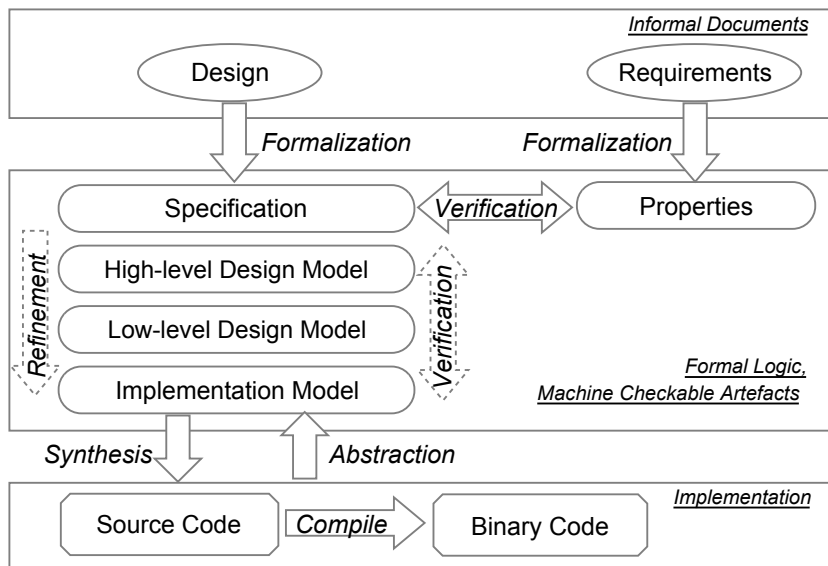 Informal Documents
Design
Requirements
Formalization
Formalization
Specification
Verification
Properties
Refinement
High-level Design Model
Low-level Design Model
Verification
Implementation Model
Formal Logic,
Machine Checkable Artefacts
Synthesis
Abstraction
Implementation
Source Code
Compile
Binary Code